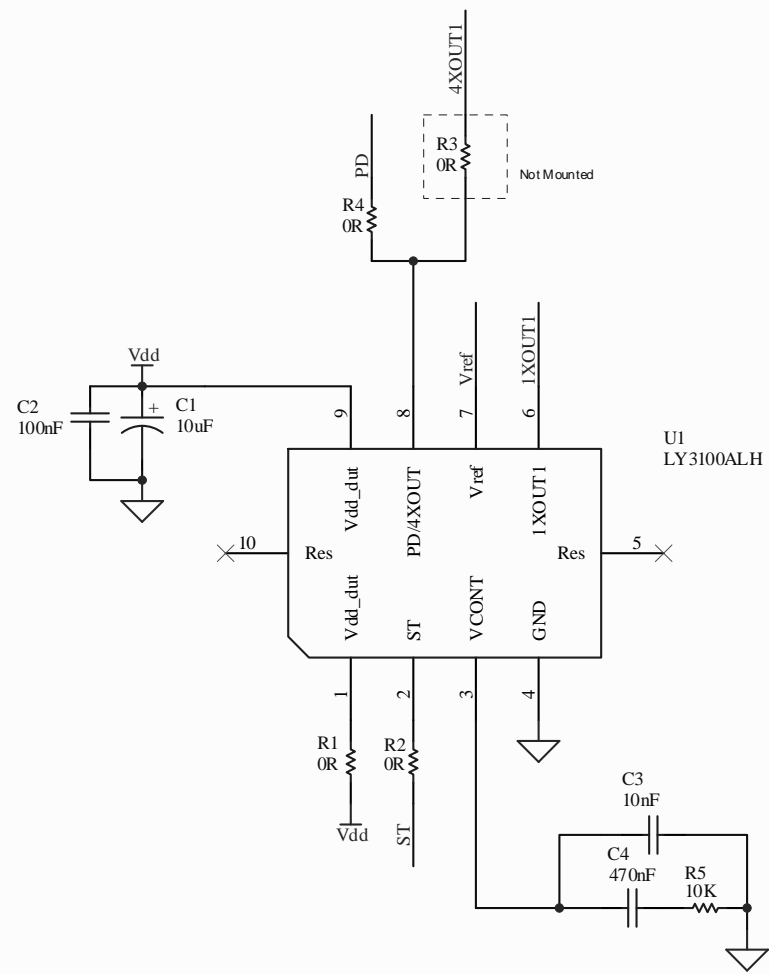 4XOUT1
R3
0R
Not Mounted
PD
R4
0R
Vref
1XOUT1
Vdd
C2
100nF
C1
10uF
+
9
8
7
6
U1
LY3100ALH
Vdd_dut
PD/4XOUT
Vref
1XOUT1
10
Res
Res
5
Vdd_dut
ST
VCONT
GND
1
2
3
4
R1
0R
R2
0R
Vdd
ST
C3
10nF
C4
470nF
R5
10K